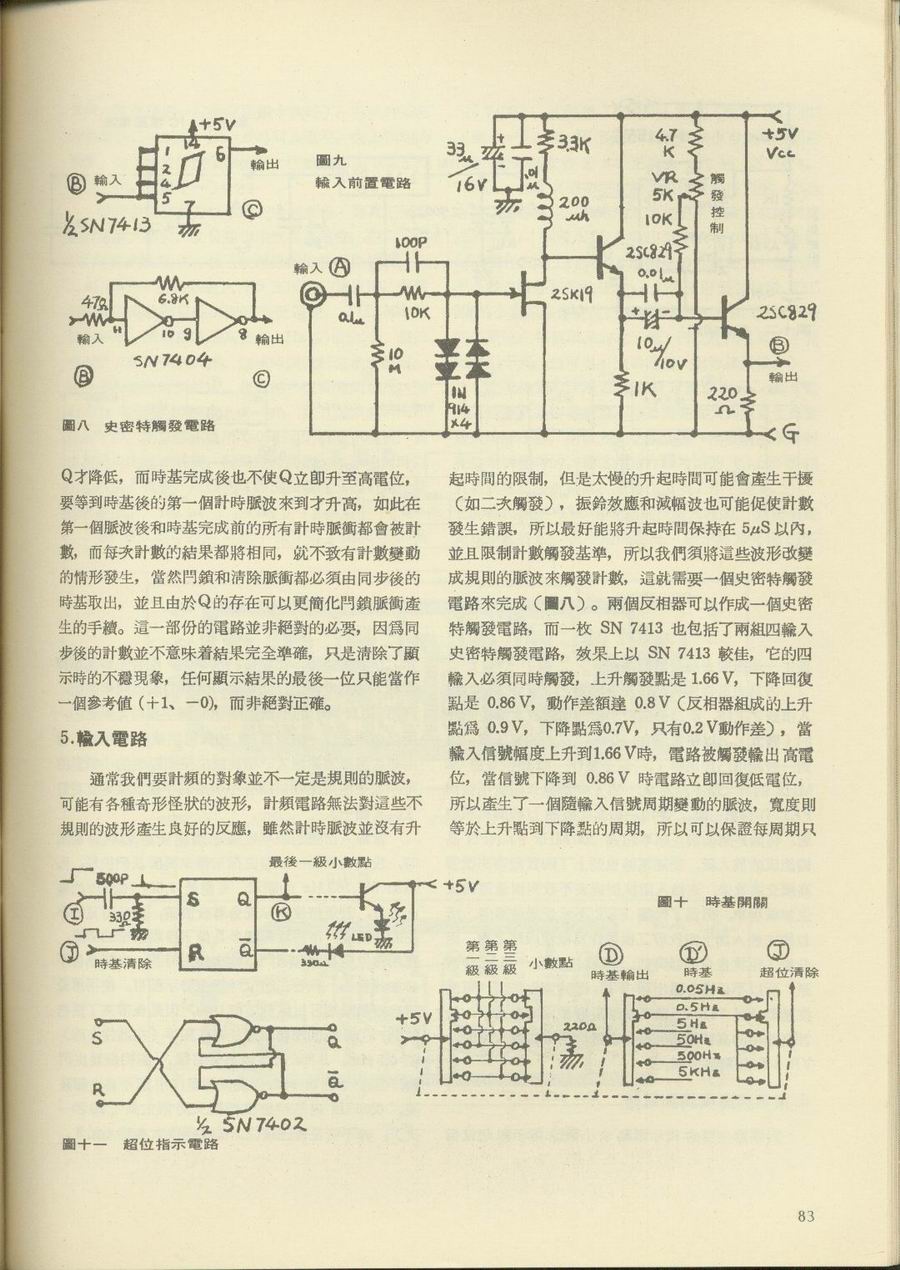 +5V
14
1
2
4
5
6
7
Ⓑ 輸入
輸出
Ⓒ
½ SN7413
47Ω
6.8K
11
10
9
8
輸入
輸出
SN7404
Ⓑ
Ⓒ
圖八 史密特觸發電路
圖九
輸入前置電路
輸入 Ⓐ
0.1μ
100P
10K
10
M
1N
914
x4
33μ
/16V
.01
μ
3.3K
200
μh
2SK19
2SC829
4.7
K
VR
5K
10K
觸發控制
0.01μ
10μ/10V
1K
+5V
Vcc
2SC829
Ⓑ
輸出
220
Ω
G
Q才降低,而時基完成後也不使Q立卽升至高電位,
要等到時基後的第一個計時脈波來到才升高,如此在
第一個脈波後和時基完成前的所有計時脈衝都會被計
數,而每次計數的結果都將相同,就不致有計數變動
的情形發生,當然閂鎖和清除脈衝都必須由同步後的
時基取出,並且由於Q的存在可以更簡化閂鎖脈衝產
生的手續。這一部份的電路並非絕對的必要,因爲同
步後的計數並不意味着結果完全準確,只是清除了顯
示時的不穩現象,任何顯示結果的最後一位只能當作
一個參考值(+1、-0),而非絕對正確。
5.輸入電路
通常我們要計頻的對象並不一定是規則的脈波,
可能有各種奇形怪狀的波形,計頻電路無法對這些不
規則的波形產生良好的反應,雖然計時脈波並沒有升
起時間的限制,但是太慢的升起時間可能會產生干擾
(如二次觸發),振鈴效應和減幅波也可能促使計數
發生錯誤,所以最好能將升起時間保持在 5μS 以內,
並且限制計數觸發基準,所以我們須將這些波形改變
成規則的脈波來觸發計數,這就需要一個史密特觸發
電路來完成(圖八)。兩個反相器可以作成一個史密
特觸發電路,而一枚 SN 7413 也包括了兩組四輸入
史密特觸發電路,效果上以 SN 7413 較佳,它的四
輸入必須同時觸發,上升觸發點是 1.66 V,下降回復
點是 0.86 V,動作差額達 0.8 V(反相器組成的上升
點爲 0.9 V,下降點爲0.7V,只有0.2 V動作差),當
輸入信號幅度上升到1.66 V時,電路被觸發輸出高電
位,當信號下降到 0.86 V 時電路立卽回復低電位,
所以產生了一個隨輸入信號周期變動的脈波,寬度則
等於上升點到下降點的周期,所以可以保證每周期只
最後一級小數點
500P
Ⓘ
330
Ω
Ⓙ
時基清除
S
Q
R
Q̅
Ⓚ
+5V
LED
330Ω
S
R
Q
Q̅
½ SN7402
圖十一 超位指示電路
圖十 時基開關
第一級
第二級
第三級
小數點
+5V
220Ω
Ⓓ
時基輸出
Ⓓ′
時基
Ⓙ
超位清除
0.05Hz
0.5Hz
5Hz
50Hz
500Hz
5KHz
83